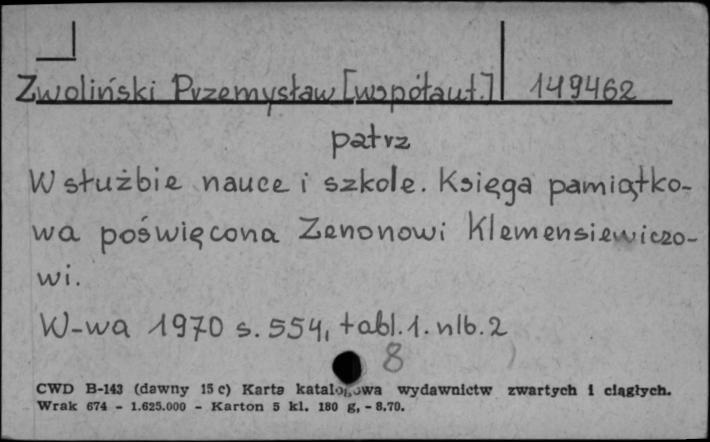 Zwoliński Przemysław [współaut.] 149462
patrz
W służbie nauce i szkole. Księga pamiątko-
wa poświęcona Zenonowi Klemensiewiczo-
wi.
W-wa 1970 s. 554, tabl. 1. nlb. 2
8
CWD B-143 (dawny 15 c) Karta katalogowa wydawnictw zwartych i ciągłych.
Wrak 674 - 1.625.000 - Karton 5 kl. 180 g, - 8,70.